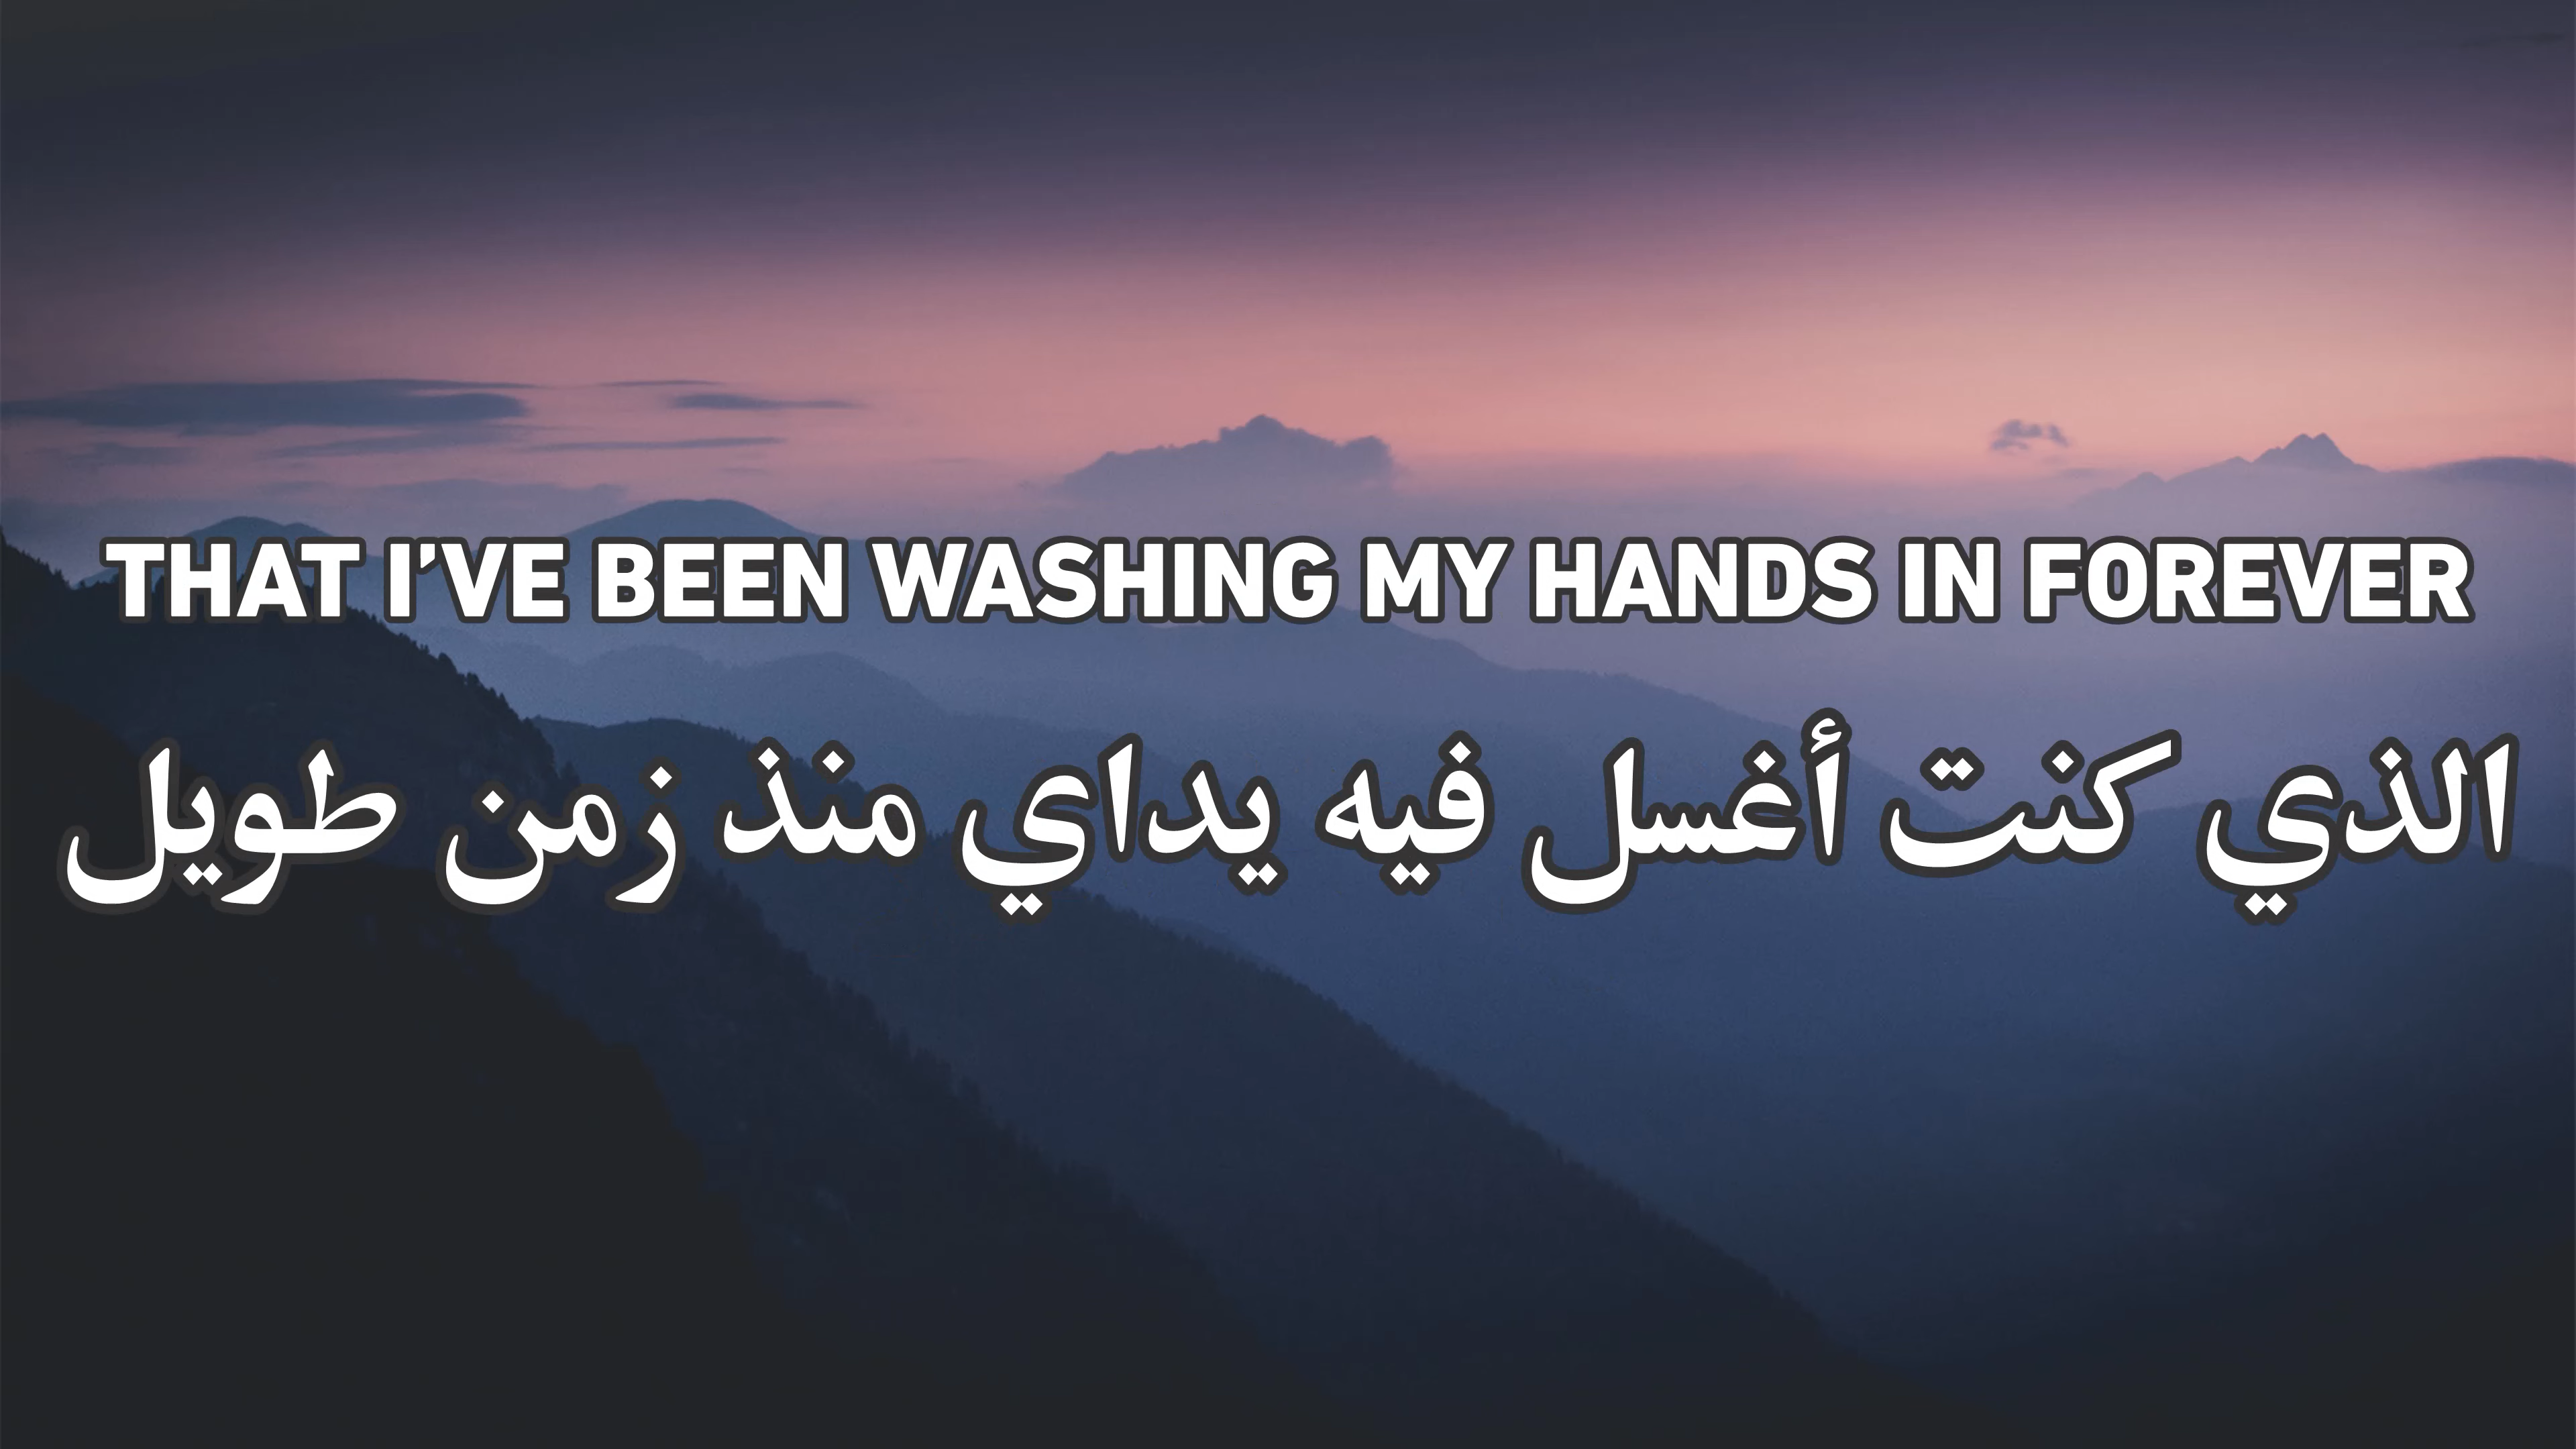 THAT I’VE BEEN WASHING MY HANDS IN FOREVER
الذي كنت أغسل فيه يداي منذ زمن طويل